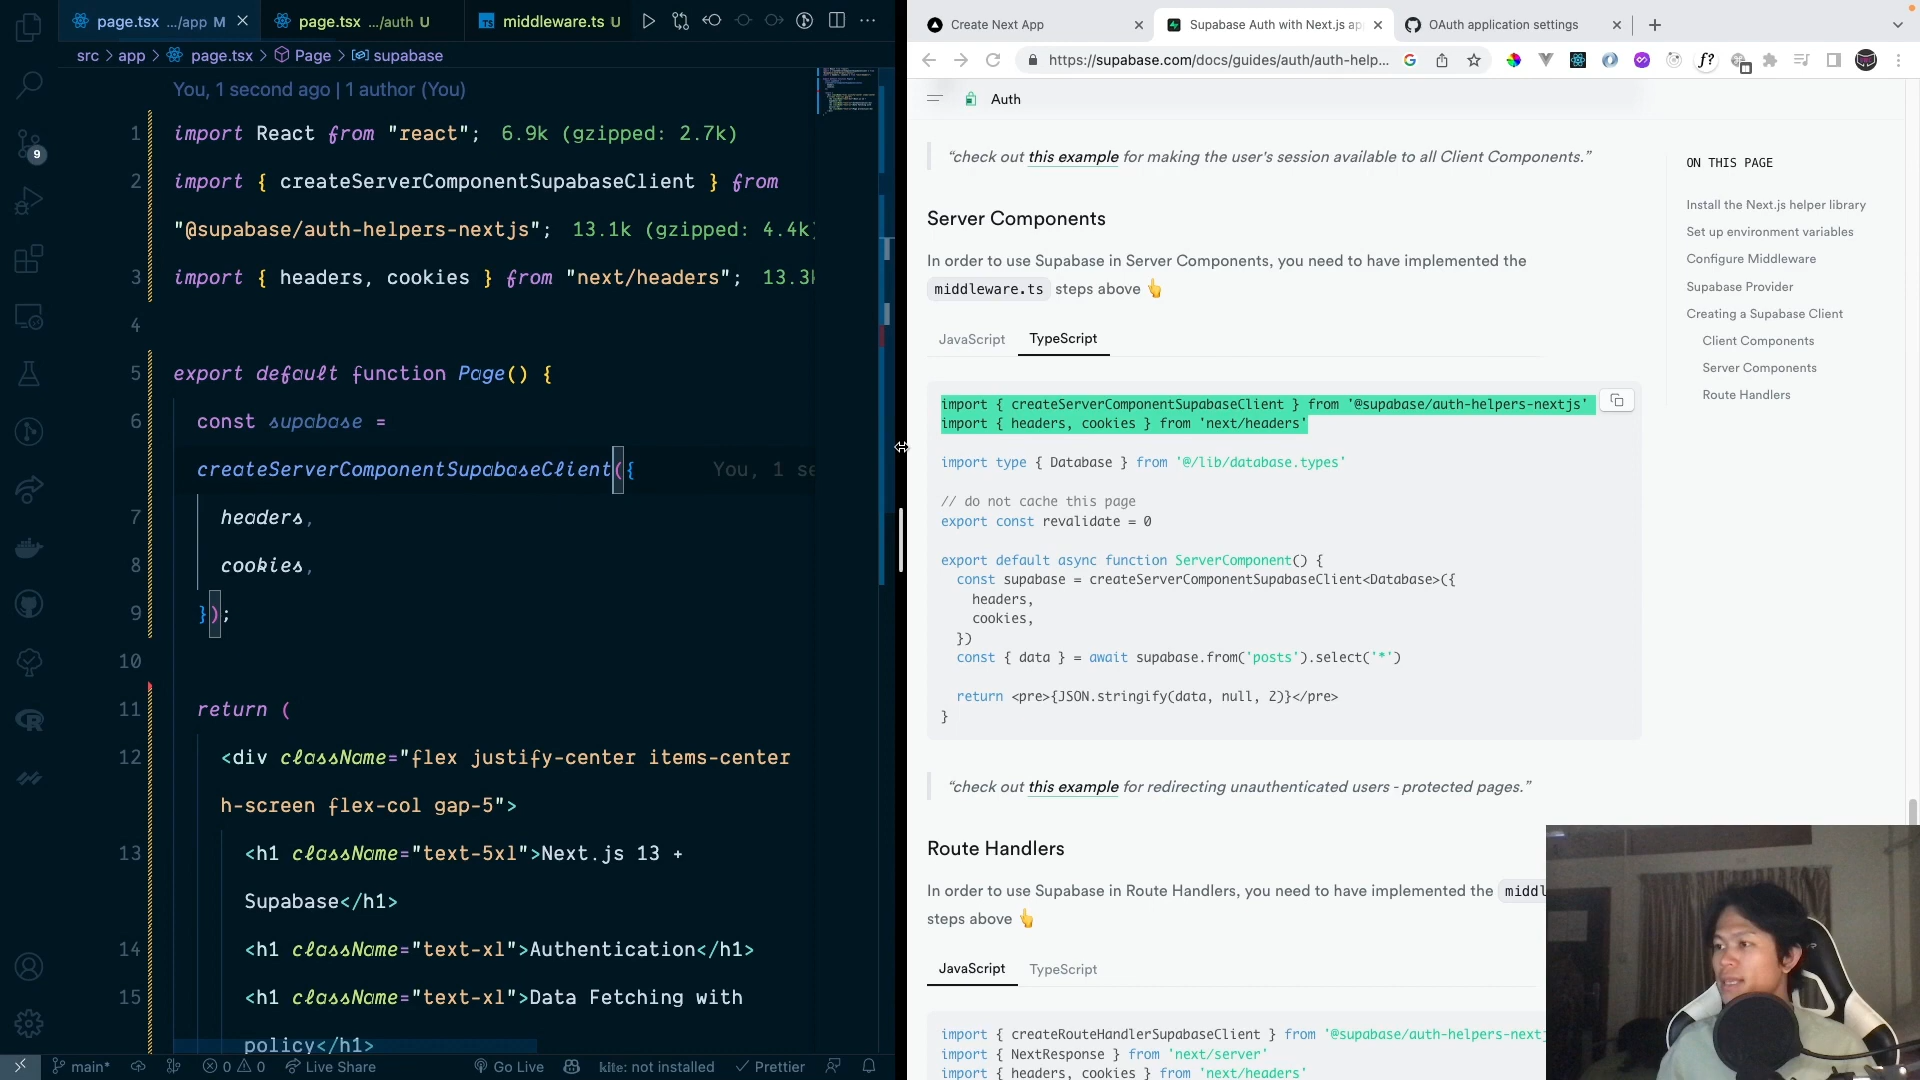 page.tsx .../app M
page.tsx .../auth U
TS middleware.ts U
src > app > page.tsx > Page > supabase
You, 1 second ago | 1 author (You)
1 import React from "react"; 6.9k (gzipped: 2.7k)
2 import { createServerComponentSupabaseClient } from
"@supabase/auth-helpers-nextjs"; 13.1k (gzipped: 4.4k)
3 import { headers, cookies } from "next/headers"; 13.3k
4
5 export default function Page() {
6 const supabase =
createServerComponentSupabaseClient({ You, 1 se
7 headers,
8 cookies,
9 });
10
11 return (
12 <div className="flex justify-center items-center
h-screen flex-col gap-5">
13 <h1 className="text-5xl">Next.js 13 +
Supabase</h1>
14 <h1 className="text-xl">Authentication</h1>
15 <h1 className="text-xl">Data Fetching with
policy</h1>
9
main*
0 0
Live Share
Go Live
kite: not installed
Prettier
Create Next App
Supabase Auth with Next.js ap
OAuth application settings
https://supabase.com/docs/guides/auth/auth-help...
f?
Auth
“check out this example for making the user's session available to all Client Components.”
Server Components
In order to use Supabase in Server Components, you need to have implemented the
middleware.ts steps above 👆
JavaScript TypeScript
import { createServerComponentSupabaseClient } from '@supabase/auth-helpers-nextjs'
import { headers, cookies } from 'next/headers'
import type { Database } from '@/lib/database.types'
// do not cache this page
export const revalidate = 0
export default async function ServerComponent() {
const supabase = createServerComponentSupabaseClient<Database>({
headers,
cookies,
})
const { data } = await supabase.from('posts').select('*')
return <pre>{JSON.stringify(data, null, 2)}</pre>
}
“check out this example for redirecting unauthenticated users - protected pages.”
Route Handlers
In order to use Supabase in Route Handlers, you need to have implemented the middl
steps above 👆
JavaScript TypeScript
import { createRouteHandlerSupabaseClient } from '@supabase/auth-helpers-nextj
import { NextResponse } from 'next/server'
import { headers, cookies } from 'next/headers'
ON THIS PAGE
Install the Next.js helper library
Set up environment variables
Configure Middleware
Supabase Provider
Creating a Supabase Client
Client Components
Server Components
Route Handlers